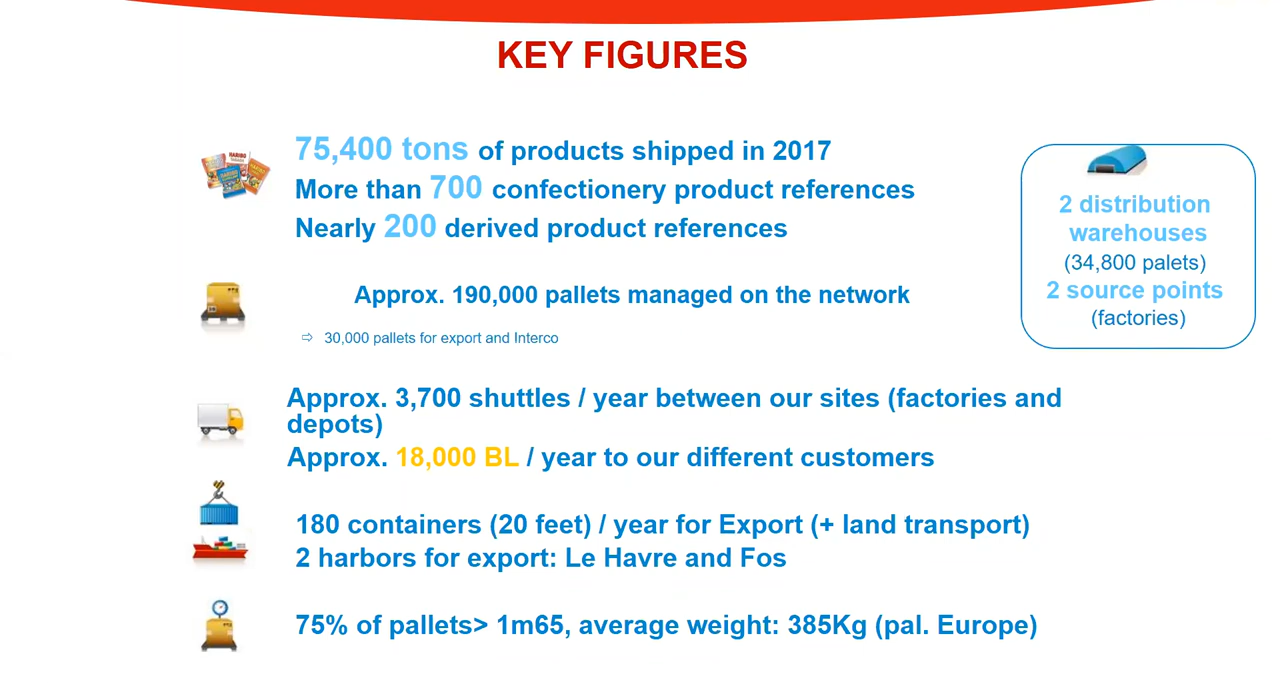 KEY FIGURES
75,400 tons of products shipped in 2017
More than 700 confectionery product references
Nearly 200 derived product references
2 distribution
warehouses
(34,800 palets)
2 source points
(factories)
Approx. 190,000 pallets managed on the network
⇨ 30,000 pallets for export and Interco
Approx. 3,700 shuttles / year between our sites (factories and
depots)
Approx. 18,000 BL / year to our different customers
180 containers (20 feet) / year for Export (+ land transport)
2 harbors for export: Le Havre and Fos
75% of pallets> 1m65, average weight: 385Kg (pal. Europe)
HARIBO